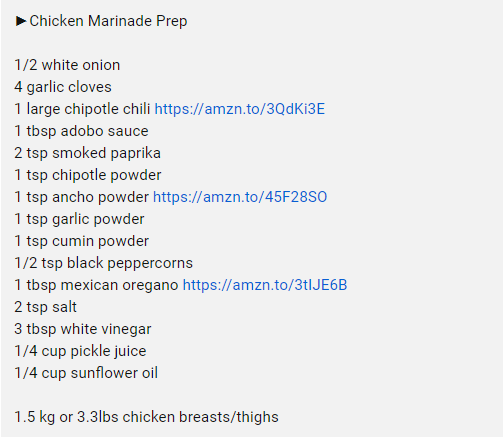 ►Chicken Marinade Prep
1/2 white onion
4 garlic cloves
1 large chipotle chili https://amzn.to/3QdKi3E
1 tbsp adobo sauce
2 tsp smoked paprika
1 tsp chipotle powder
1 tsp ancho powder https://amzn.to/45F28SO
1 tsp garlic powder
1 tsp cumin powder
1/2 tsp black peppercorns
1 tbsp mexican oregano https://amzn.to/3tIJE6B
2 tsp salt
3 tbsp white vinegar
1/4 cup pickle juice
1/4 cup sunflower oil
1.5 kg or 3.3lbs chicken breasts/thighs